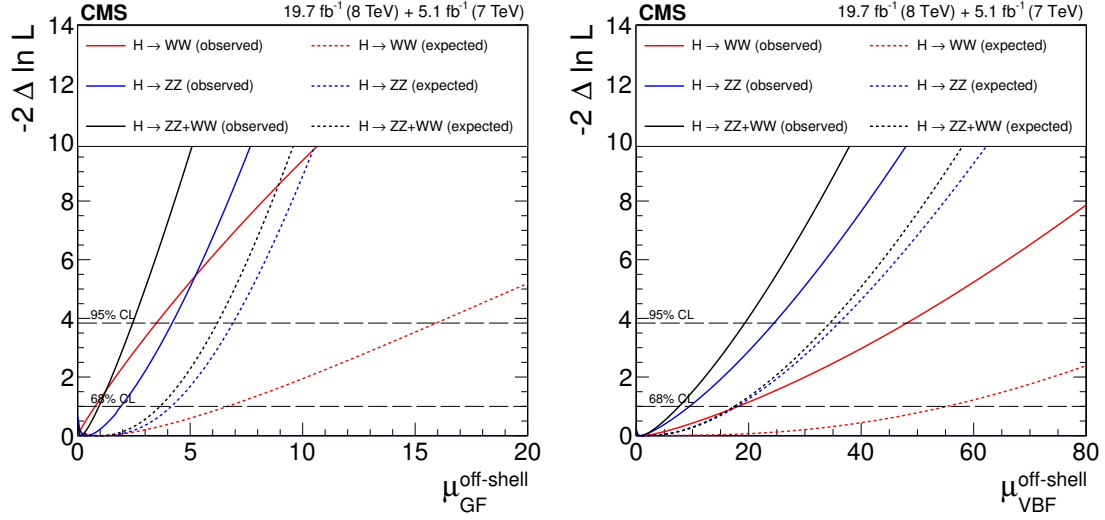 CMS 19.7 fb⁻¹ (8 TeV) + 5.1 fb⁻¹ (7 TeV)
-2 Δ ln L
14
12
10
8
6
4
2
0
H → WW (observed) H → WW (expected)
H → ZZ (observed) H → ZZ (expected)
H → ZZ+WW (observed) H → ZZ+WW (expected)
95% CL
68% CL
0 5 10 15 20
μ off-shell GF
CMS 19.7 fb⁻¹ (8 TeV) + 5.1 fb⁻¹ (7 TeV)
-2 Δ ln L
14
12
10
8
6
4
2
0
H → WW (observed) H → WW (expected)
H → ZZ (observed) H → ZZ (expected)
H → ZZ+WW (observed) H → ZZ+WW (expected)
95% CL
68% CL
0 20 40 60 80
μ off-shell VBF